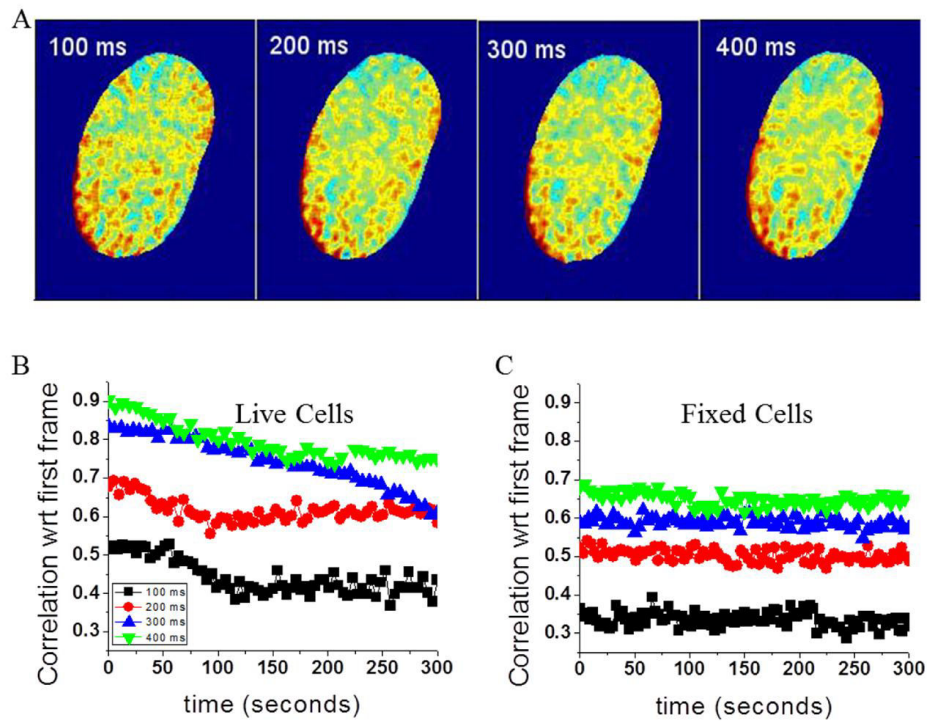 A
100 ms
200 ms
300 ms
400 ms
B
Correlation wrt first frame
0.9
0.8
0.7
0.6
0.5
0.4
0.3
Live Cells
100 ms
200 ms
300 ms
400 ms
0 50 100 150 200 250 300
time (seconds)
C
Correlation wrt first frame
0.9
0.8
0.7
0.6
0.5
0.4
0.3
Fixed Cells
0 50 100 150 200 250 300
time (seconds)